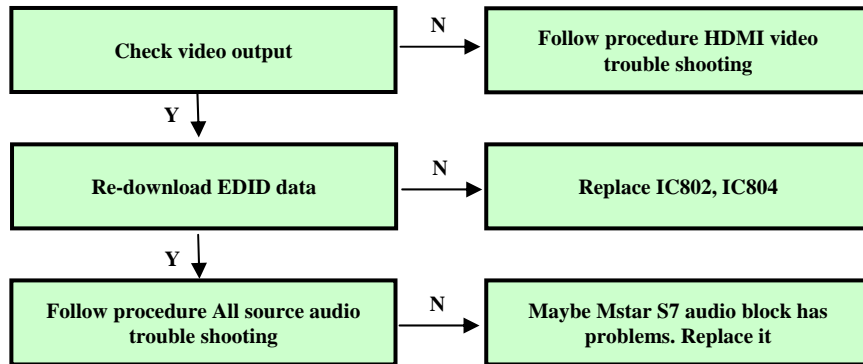 Check video output
N
Follow procedure HDMI video
trouble shooting
Y
Re-download EDID data
N
Replace IC802, IC804
Y
Follow procedure All source audio
trouble shooting
N
Maybe Mstar S7 audio block has
problems. Replace it